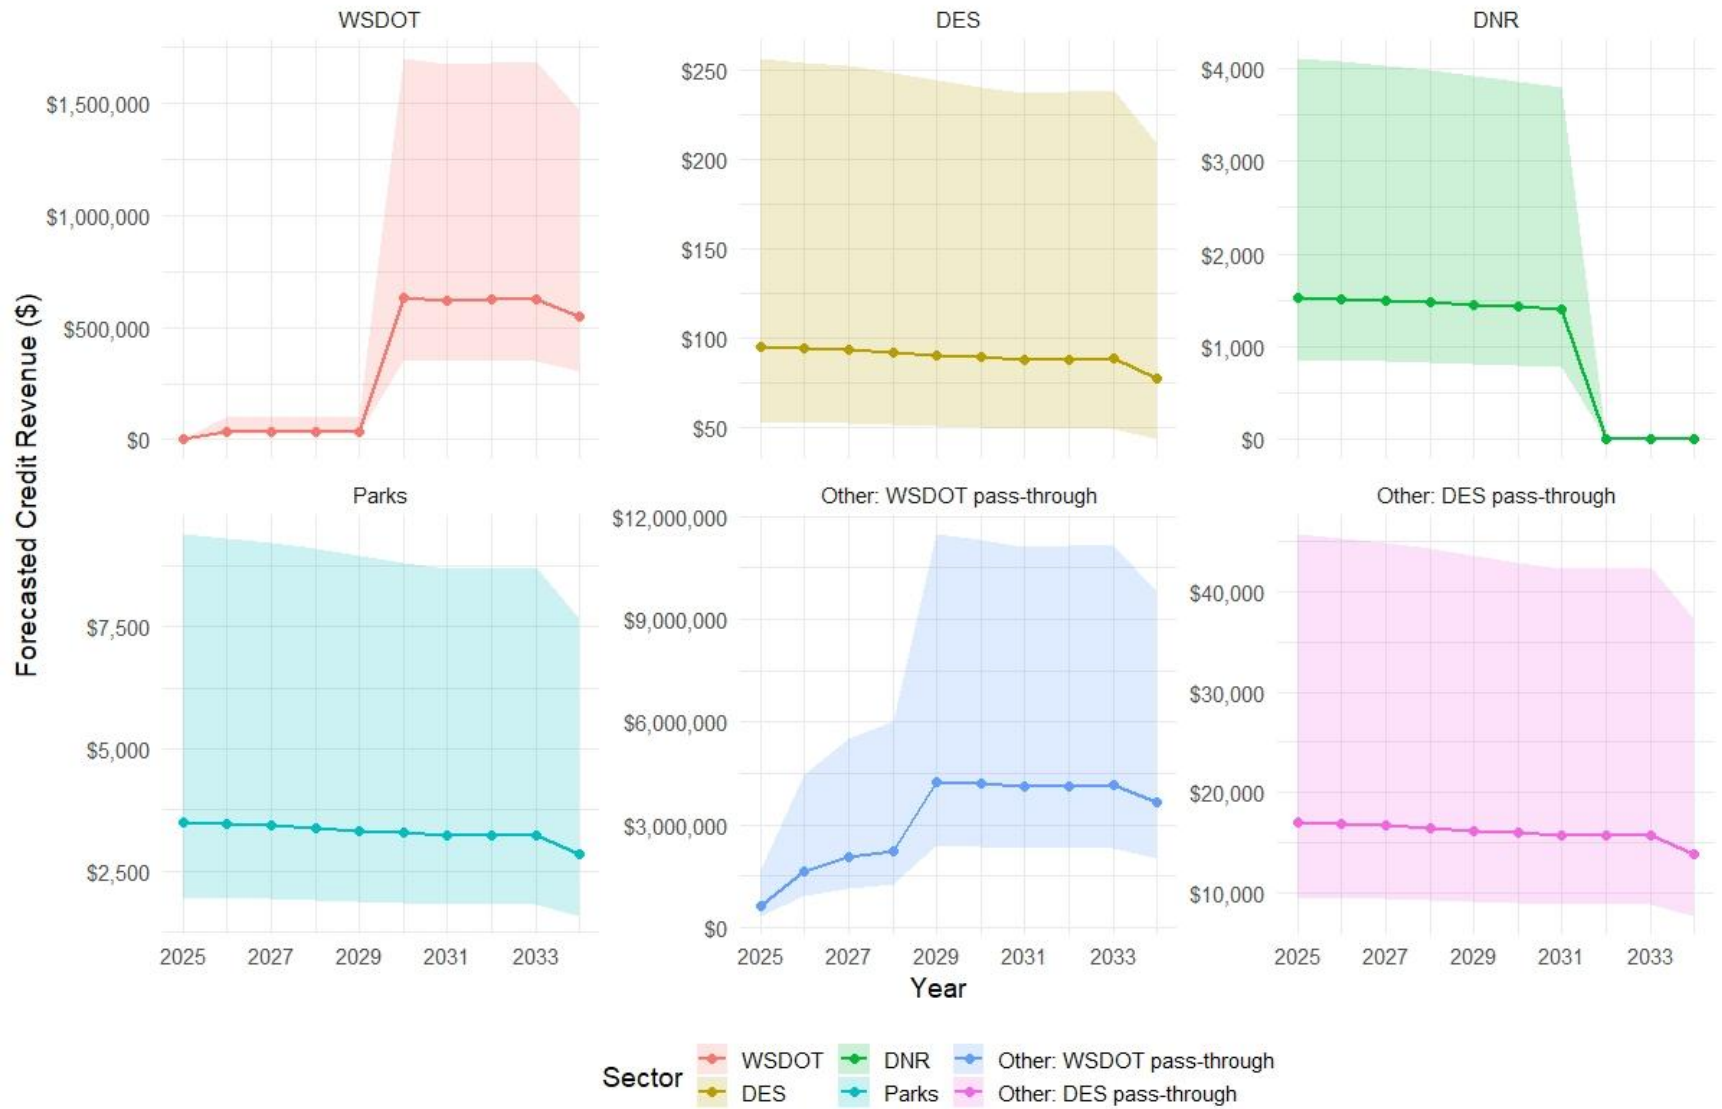 WSDOT
DES
DNR
Forecasted Credit Revenue ($)
$1,500,000
$1,000,000
$500,000
$0
$250
$200
$150
$100
$50
$4,000
$3,000
$2,000
$1,000
$0
Parks
Other: WSDOT pass-through
Other: DES pass-through
$7,500
$5,000
$2,500
$12,000,000
$9,000,000
$6,000,000
$3,000,000
$0
$40,000
$30,000
$20,000
$10,000
2025 2027 2029 2031 2033
2025 2027 2029 2031 2033
2025 2027 2029 2031 2033
Year
Sector
WSDOT DNR Other: WSDOT pass-through
DES Parks Other: DES pass-through